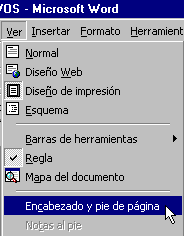 VOS - Microsoft Word
Ver Insertar Formato Herramient
Normal
Diseño Web
Diseño de impresión
Esquema
Barras de herramientas
Regla
Mapa del documento
Encabezado y pie de página
Notas al pie